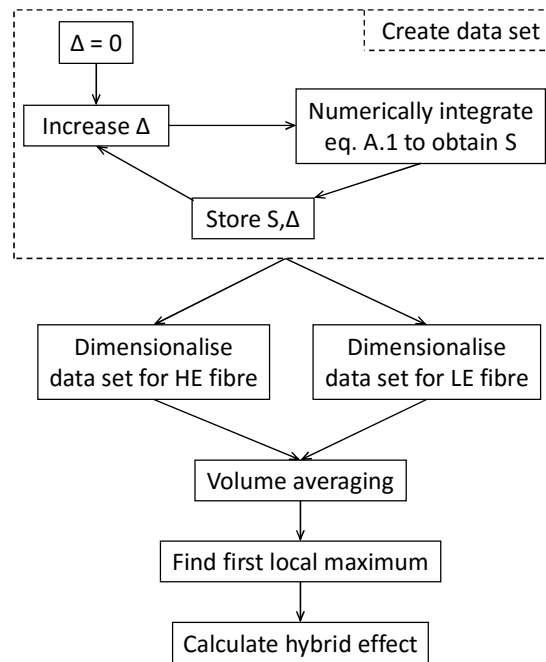 Create data set
Δ = 0
Increase Δ
Numerically integrate
eq. A.1 to obtain S
Store S,Δ
Dimensionalise
data set for HE fibre
Dimensionalise
data set for LE fibre
Volume averaging
Find first local maximum
Calculate hybrid effect